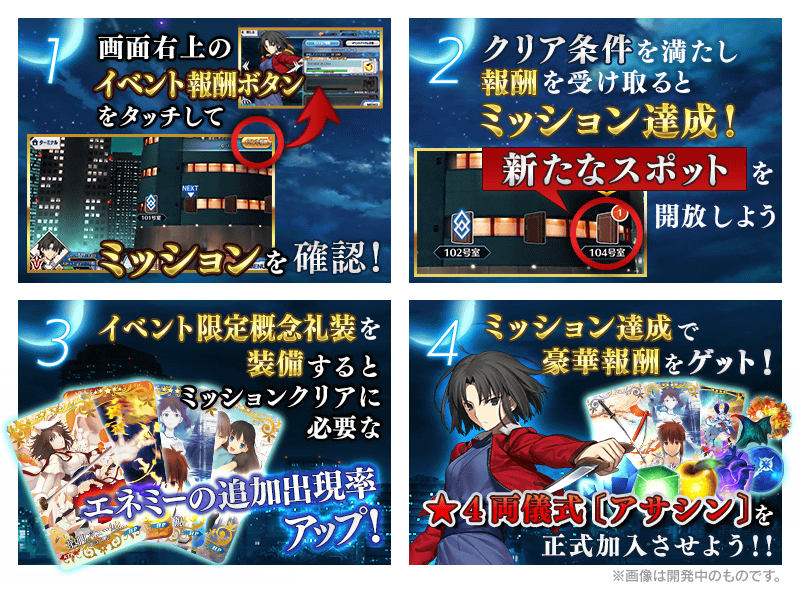 1
画面右上の
イベント報酬ボタン
をタッチして
ターミナル
NEXT
101号室
ミッションを確認!
2
クリア条件を満たし
報酬を受け取ると
ミッション達成!
新たなスポットを
開放しよう
1
102号室
104号室
3
イベント限定概念礼装を
装備すると
ミッションクリアに
必要な
エネミーの追加出現率
アップ!
4
ミッション達成で
豪華報酬をゲット!
★4両儀式〔アサシン〕を
正式加入させよう!!
※画像は開発中のものです。